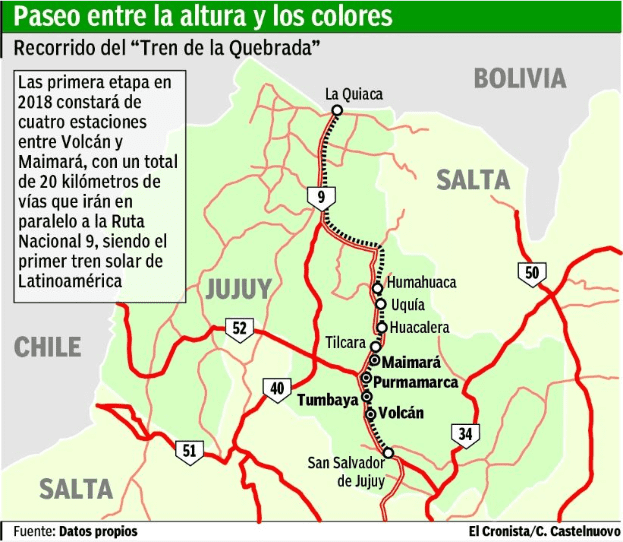 Paseo entre la altura y los colores
Recorrido del “Tren de la Quebrada”
Las primera etapa en
2018 constará de
cuatro estaciones
entre Volcán y
Maimará, con un total
de 20 kilómetros de
vías que irán en
paralelo a la Ruta
Nacional 9, siendo el
primer tren solar de
Latinoamérica
BOLIVIA
La Quiaca
SALTA
9
50
Humahuaca
JUJUY
Uquía
Huacalera
52
Tilcara
CHILE
Maimará
Purmamarca
40
Tumbaya
Volcán
34
51
San Salvador
de Jujuy
SALTA
Fuente: Datos propios
El Cronista/C. Castelnuovo